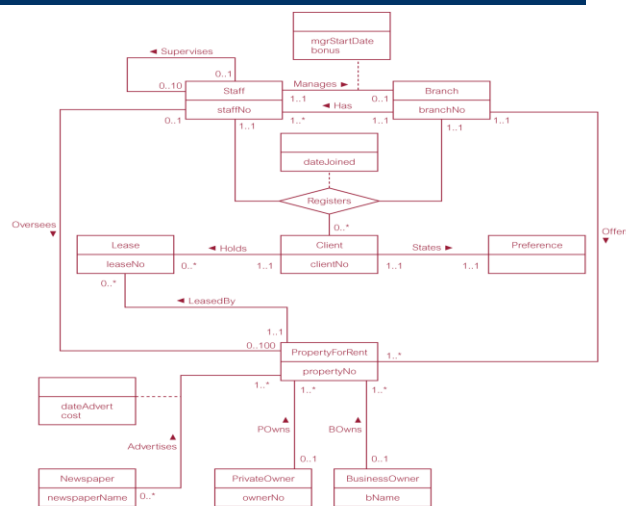 mgrStartDate
bonus
◄ Supervises
0..1
0..10
Staff
staffNo
Manages ►
1..1
0..1
◄ Has
1..*
1..1
Branch
branchNo
0..1
1..1
1..1
1..1
dateJoined
Registers
0..*
Oversees
▼
Offer
▼
Lease
leaseNo
◄ Holds
0..*
1..1
Client
clientNo
States ►
1..1
1..1
Preference
0..*
◄ LeasedBy
1..1
0..100
PropertyForRent
propertyNo
1..*
1..*
1..*
1..*
dateAdvert
cost
▲
Advertises
▲
POwns
▲
BOwns
0..1
0..1
Newspaper
newspaperName
0..*
PrivateOwner
ownerNo
BusinessOwner
bName